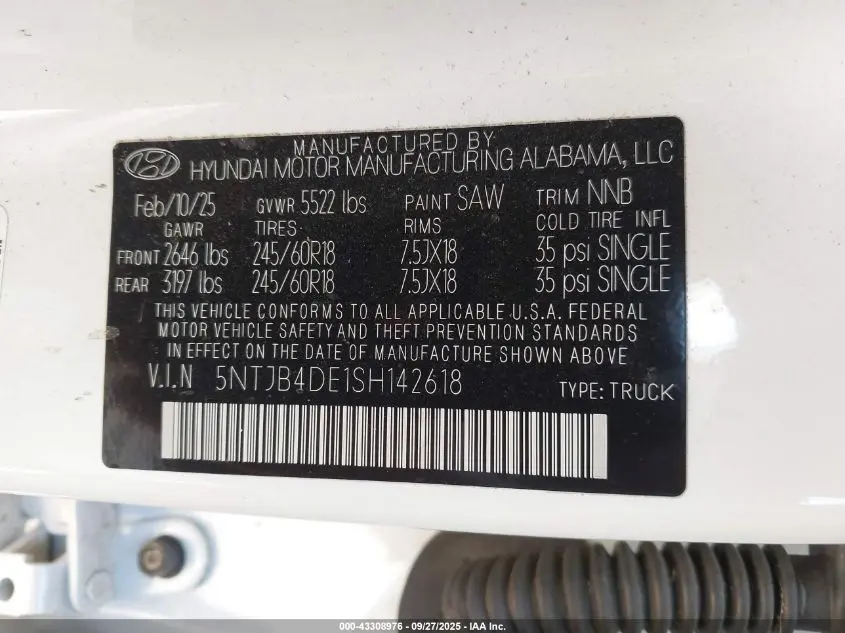 MANUFACTURED BY
HYUNDAI MOTOR MANUFACTURING ALABAMA, LLC
Feb/10/25 GVWR 5522 lbs PAINT SAW TRIM NNB
GAWR TIRES RIMS COLD TIRE INFL
FRONT 2646 lbs 245/60R18 7.5JX18 35 psi SINGLE
REAR 3197 lbs 245/60R18 7.5JX18 35 psi SINGLE
THIS VEHICLE CONFORMS TO ALL APPLICABLE U.S.A. FEDERAL
MOTOR VEHICLE SAFETY AND THEFT PREVENTION STANDARDS
IN EFFECT ON THE DATE OF MANUFACTURE SHOWN ABOVE
V.I.N 5NTJB4DE1SH142618 TYPE: TRUCK
000-43308976 - 09/27/2025 - IAA Inc.